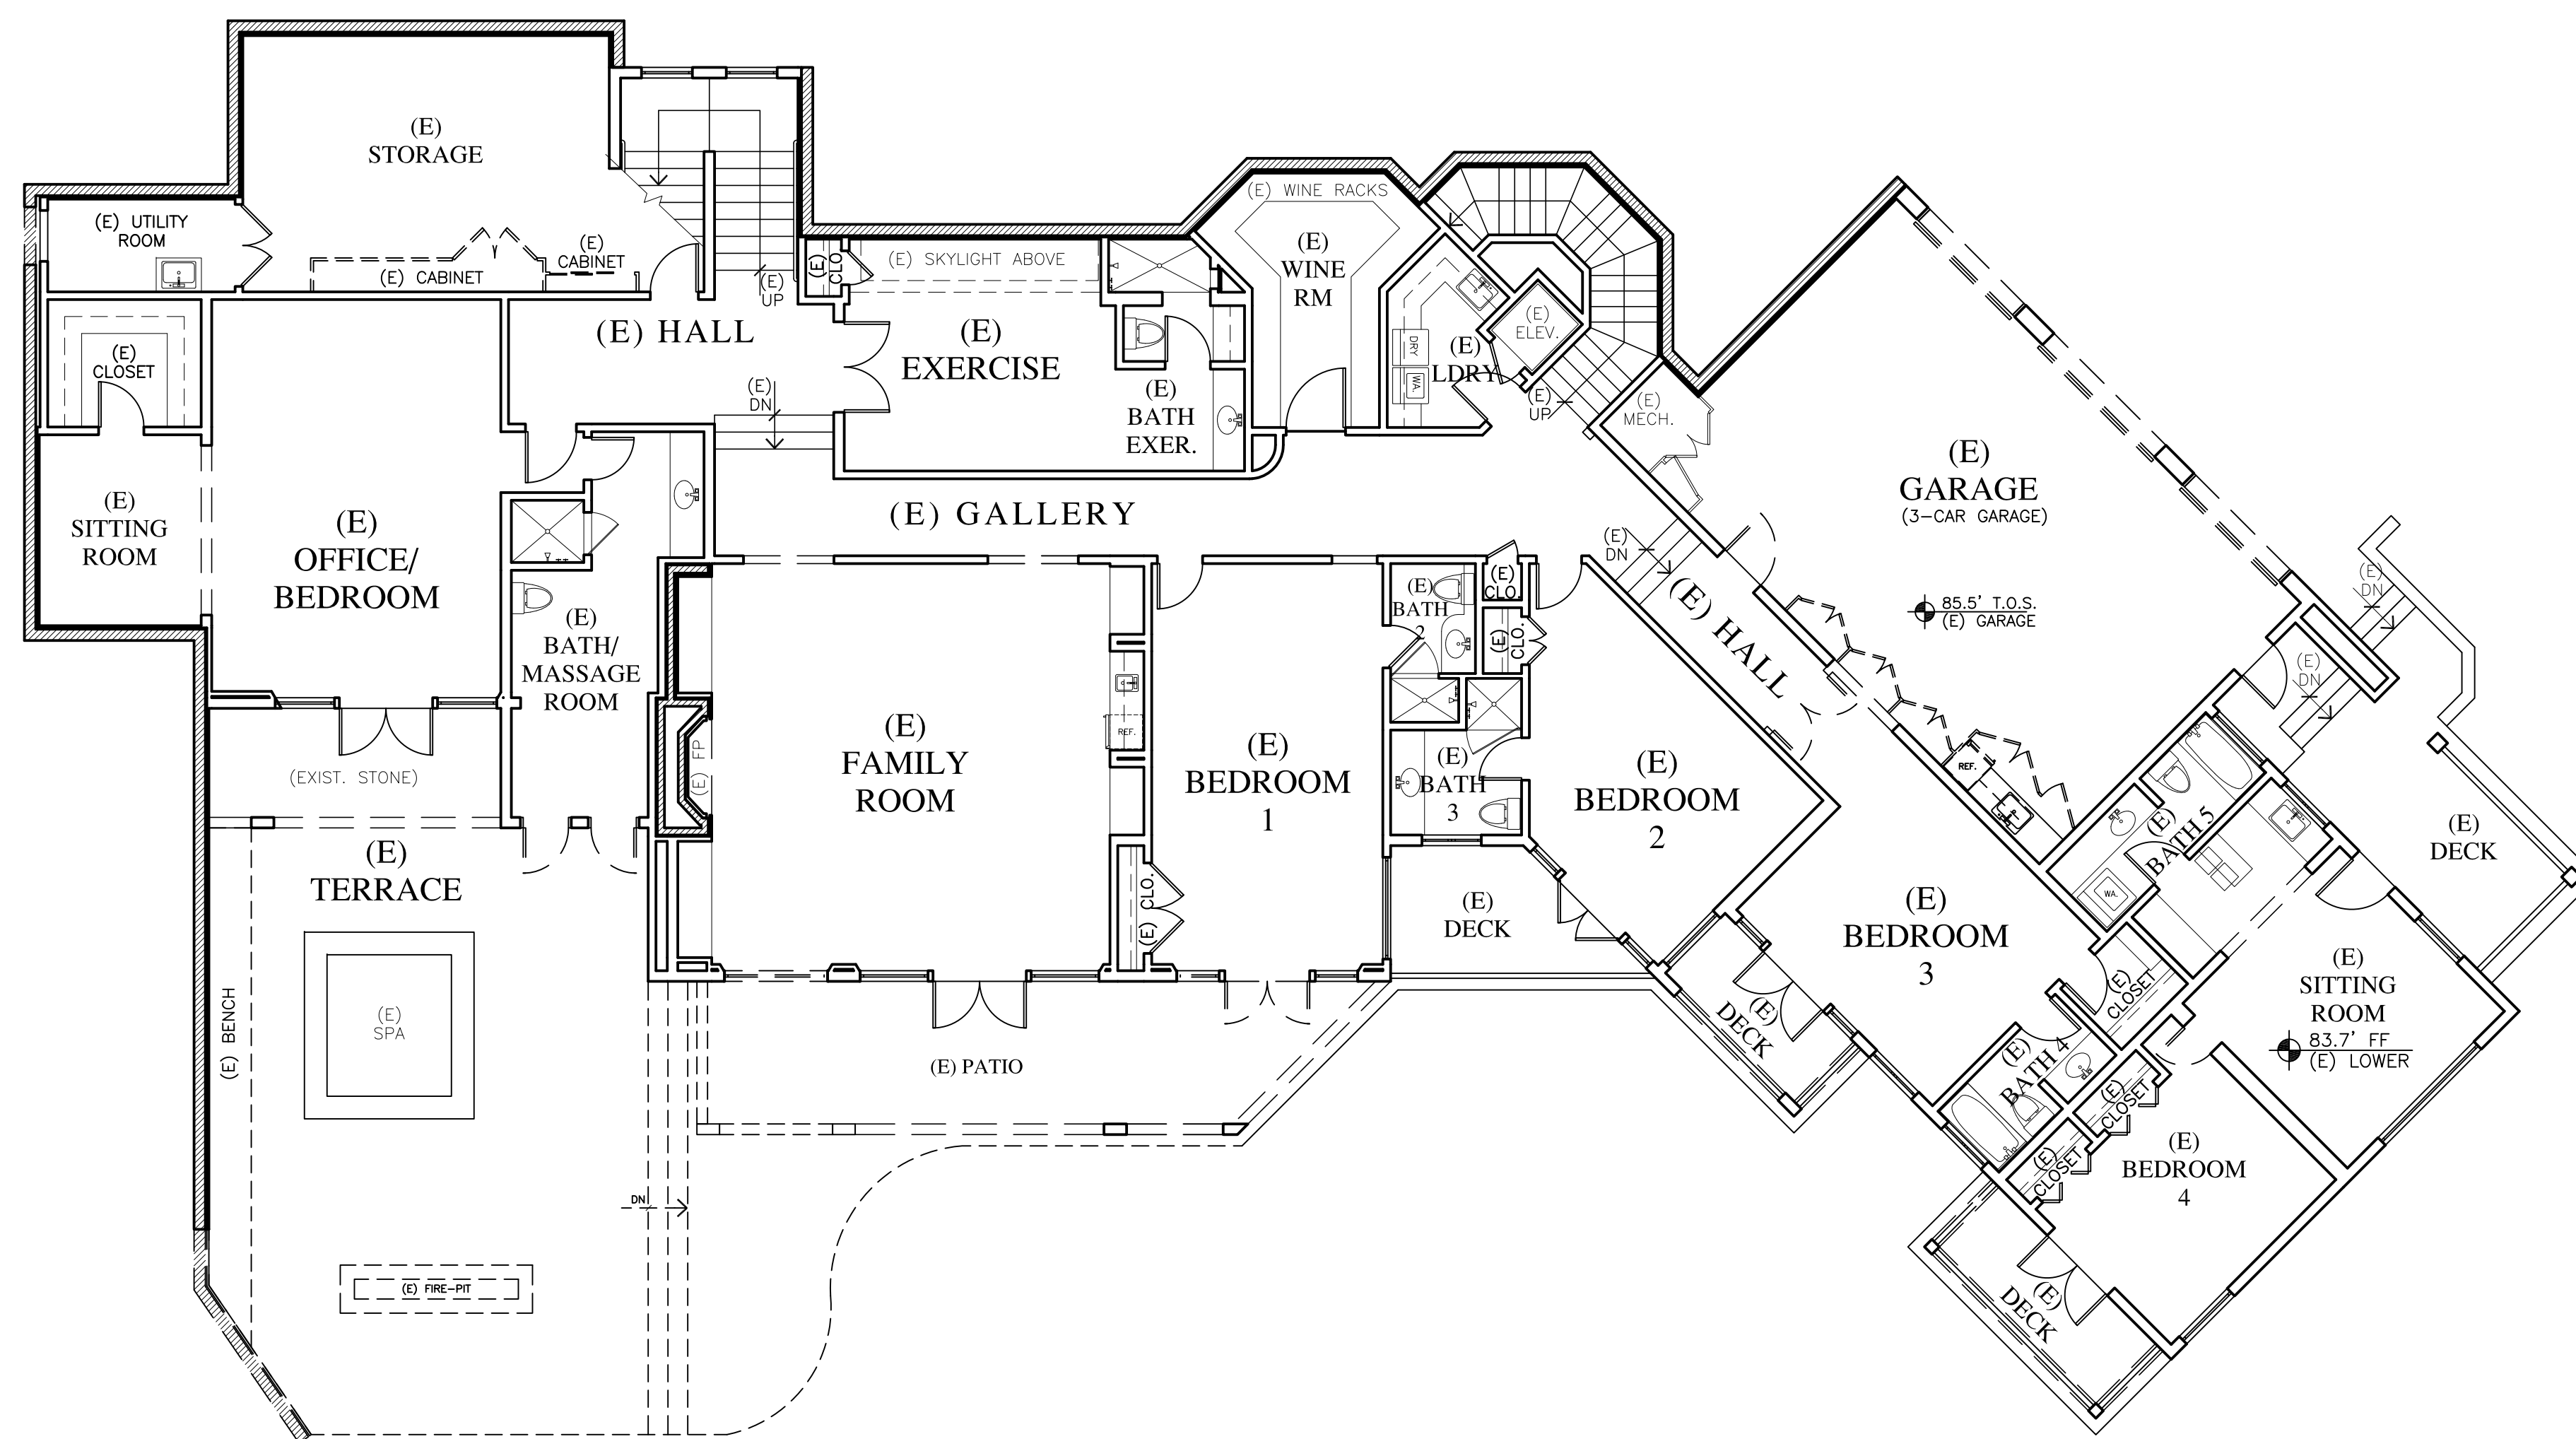 (E)
STORAGE
(E) UTILITY
ROOM
(E) CABINET
(E)
CABINET
(E)
UP
(E)
CLO.
(E) SKYLIGHT ABOVE
(E) WINE RACKS
(E)
WINE
RM
(E)
CLOSET
(E) HALL
(E)
DN
(E)
EXERCISE
(E)
BATH
EXER.
DRY
WA.
(E)
LDRY
(E)
ELEV.
(E)
UP
(E)
MECH.
(E)
GARAGE
(3-CAR GARAGE)
85.5' T.O.S.
(E) GARAGE
(E)
SITTING
ROOM
(E)
OFFICE/
BEDROOM
(E) GALLERY
(E)
BATH/
MASSAGE
ROOM
(E)
DN
(E) HALL
(E)
DN
(E)
DN
(E)
BATH
2
(E)
CLO.
(E)
CLO.
(E) FP
(E)
FAMILY
ROOM
REF.
(E)
BEDROOM
1
(E)
BATH
3
(E)
BEDROOM
2
REF.
(EXIST. STONE)
(E)
TERRACE
(E) CLO.
(E)
DECK
(E)
BEDROOM
3
(E)
BATH 5
WA.
(E)
DECK
(E)
CLOSET
(E)
SITTING
ROOM
83.7' FF
(E) LOWER
(E) BENCH
(E)
SPA
(E) PATIO
(E)
DECK
(E)
BATH 4
(E)
CLOSET
(E)
CLOSET
(E)
BEDROOM
4
DN
(E) FIRE-PIT
(E)
DECK